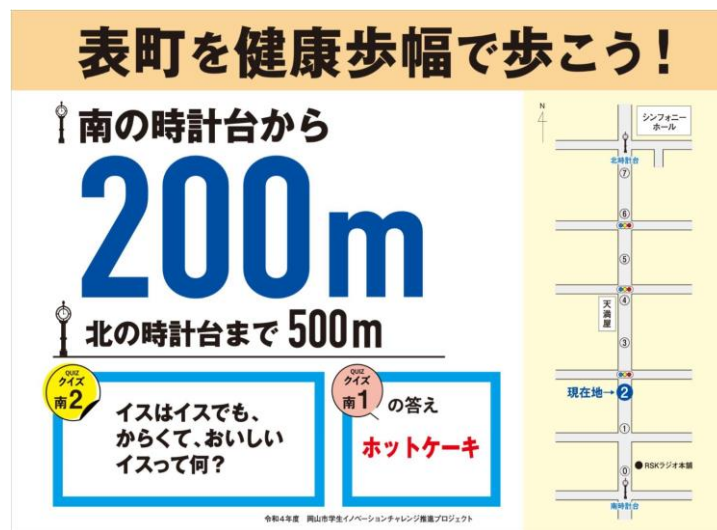 表町を健康歩幅で歩こう!
南の時計台から
200m
北の時計台まで 500m
QUIZ
クイズ
南2
イスはイスでも、
からくて、おいしい
イスって何?
QUIZ
クイズ
南1
の答え
ホットケーキ
N
シンフォニー
ホール
北時計台
⑦
⑥
⑤
④
天満屋
③
現在地→
2
①
⓪
RSKラジオ本舗
南時計台
令和4年度 岡山市学生イノベーションチャレンジ推進プロジェクト